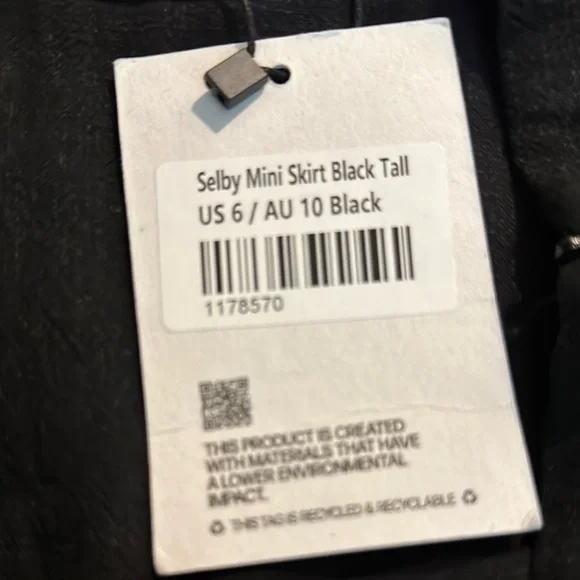 Selby Mini Skirt Black Tall
US 6 / AU 10 Black
1178570
THIS PRODUCT IS CREATED
WITH MATERIALS THAT HAVE
A LOWER ENVIRONMENTAL
IMPACT.
THIS TAG IS RECYCLED & RECYCLABLE